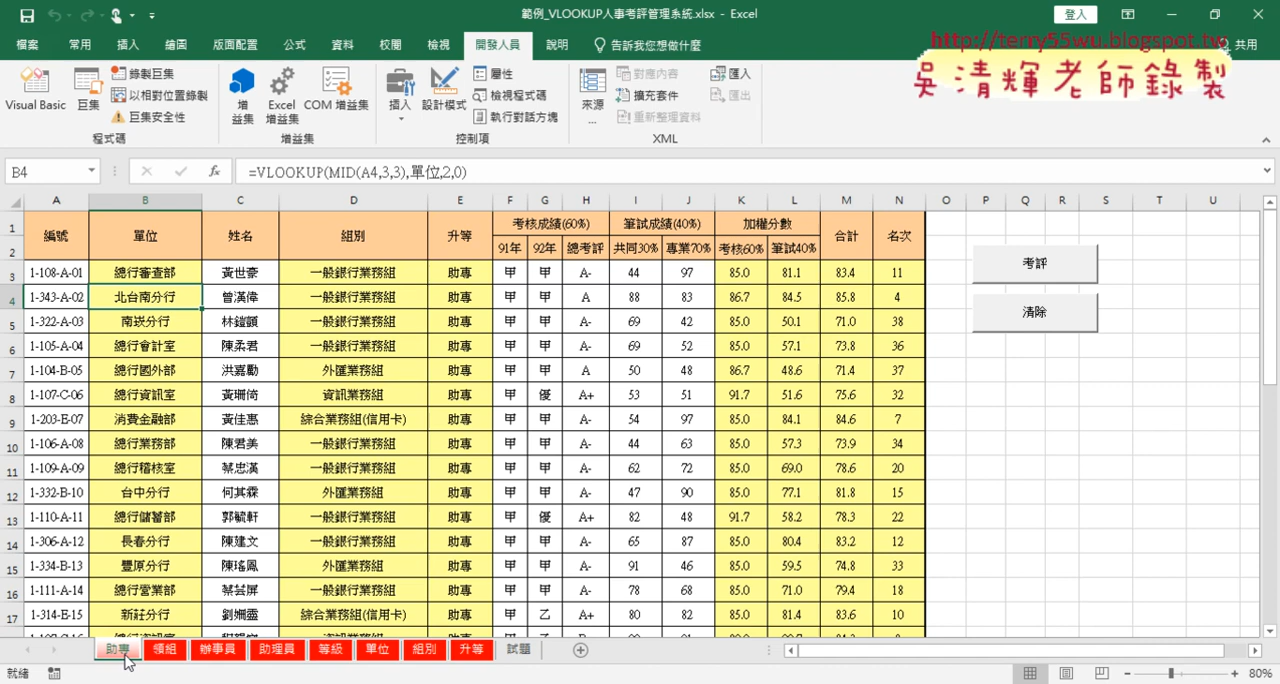 範例_VLOOKUP人事考評管理系統.xlsx - Excel
登入
檔案 常用 插入 繪圖 版面配置 公式 資料 校閱 檢視 開發人員 說明 告訴我您想做什麼 共用
http://terry55wu.blogspot.tw
吳清輝老師錄製
Visual Basic 巨集 錄製巨集 以相對位置錄製 巨集安全性
增益集 Excel 增益集 COM 增益集
插入 設計模式 屬性 檢視程式碼 執行對話方塊
來源... 對應內容 擴充套件 重新整理資料 匯入 匯出
程式碼 增益集 控制項 XML
B4 fx =VLOOKUP(MID(A4,3,3),單位,2,0)
A B C D E F G H I J K L M N O P Q R S T U
1 編號 單位 姓名 組別 升等 考核成績(60%) 筆試成績(40%) 加權分數 合計 名次
2 91年 92年 總考評 共同30% 專業70% 考核60% 筆試40%
3 1-108-A-01 總行審查部 黃世豪 一般銀行業務組 助專 甲 甲 A- 44 97 85.0 81.1 83.4 11
4 1-343-A-02 北台南分行 曾漢偉 一般銀行業務組 助專 甲 甲 A 88 83 86.7 84.5 85.8 4
5 1-322-A-03 南崁分行 林鎧顗 一般銀行業務組 助專 甲 甲 A- 69 42 85.0 50.1 71.0 38
6 1-105-A-04 總行會計室 陳柔君 一般銀行業務組 助專 甲 甲 A- 69 52 85.0 57.1 73.8 36
7 1-104-B-05 總行國外部 洪嘉勵 外匯業務組 助專 甲 甲 A 50 48 86.7 48.6 71.4 37
8 1-107-C-06 總行資訊室 黃珊倚 資訊業務組 助專 甲 優 A+ 53 51 91.7 51.6 75.6 32
9 1-203-E-07 消費金融部 黃佳惠 綜合業務組(信用卡) 助專 甲 甲 A- 54 97 85.0 84.1 84.6 7
10 1-106-A-08 總行業務部 陳君美 一般銀行業務組 助專 甲 甲 A- 44 63 85.0 57.3 73.9 34
11 1-109-A-09 總行稽核室 蔡忠漢 一般銀行業務組 助專 甲 甲 A- 62 72 85.0 69.0 78.6 20
12 1-332-B-10 台中分行 何其霖 外匯業務組 助專 甲 甲 A- 47 90 85.0 77.1 81.8 15
13 1-110-A-11 總行儲蓄部 郭毓軒 一般銀行業務組 助專 甲 優 A+ 82 48 91.7 58.2 78.3 22
14 1-306-A-12 長春分行 陳建文 一般銀行業務組 助專 甲 甲 A- 65 87 85.0 80.4 83.2 12
15 1-334-B-13 豐原分行 陳瑤鳳 外匯業務組 助專 甲 甲 A- 91 46 85.0 59.5 74.8 33
16 1-111-A-14 總行營業部 蔡芸屏 一般銀行業務組 助專 甲 甲 A- 78 68 85.0 71.0 79.4 18
17 1-314-E-15 新莊分行 劉姍靈 綜合業務組(信用卡) 助專 甲 乙 A+ 80 82 85.0 81.4 83.6 10
考評
清除
助專 領組 辦事員 助理員 等級 單位 組別 升等 試題
就緒 80%